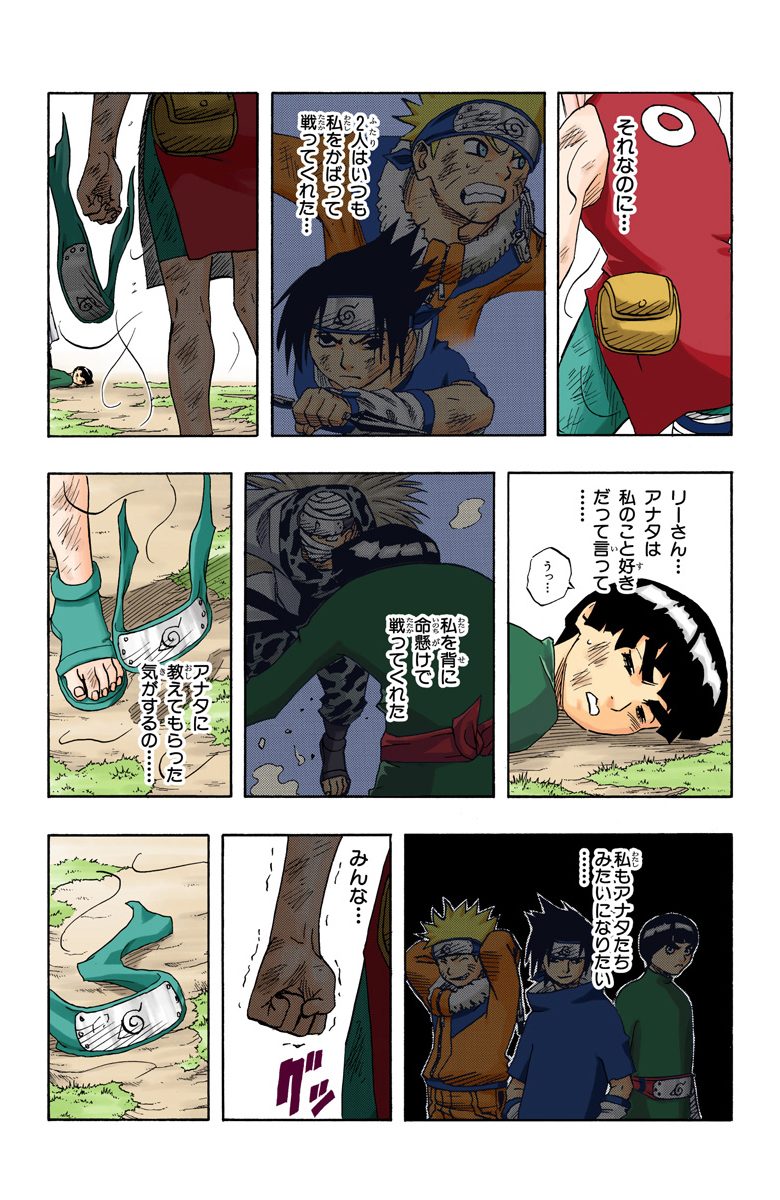 それなのに…
2人はいつも
私をかばって
戦ってくれた…
リーさん…
アナタは
私のこと好き
だって言って
……
うっ…
私を背に
命懸けで
戦ってくれた
アナタに
教えてもらった
気がするの……
私もアナタたち
みたいになりたい
……
みんな…
グッ